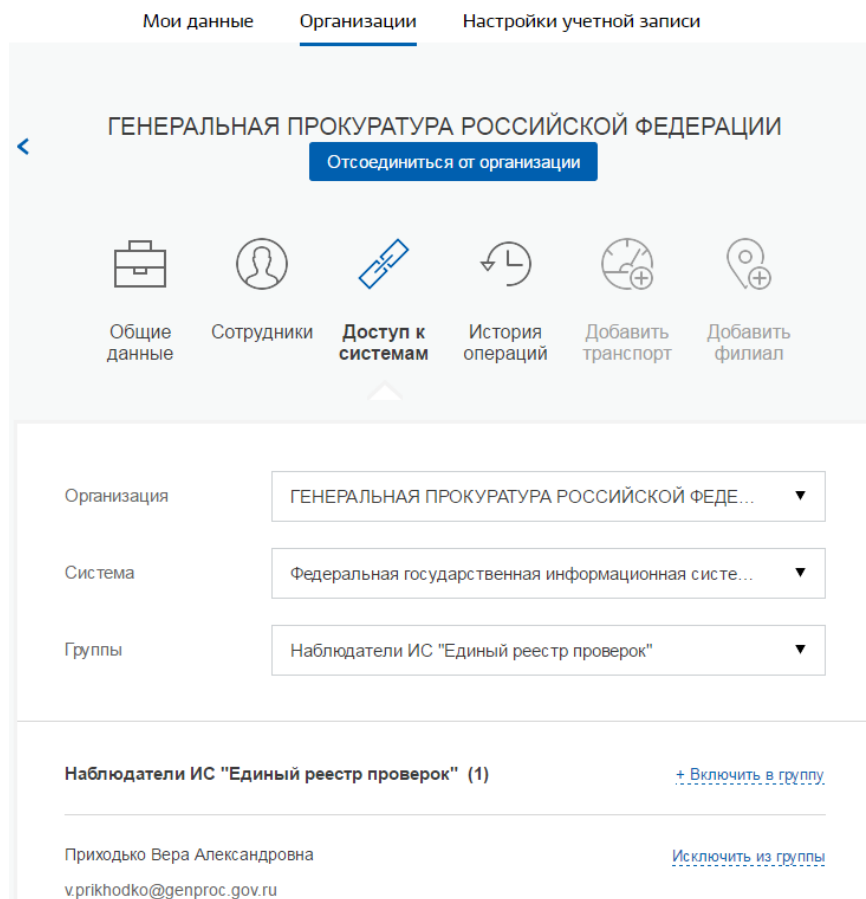 Мои данные Организации Настройки учетной записи
ГЕНЕРАЛЬНАЯ ПРОКУРАТУРА РОССИЙСКОЙ ФЕДЕРАЦИИ
Отсоединиться от организации
Общие данные
Сотрудники
Доступ к системам
История операций
Добавить транспорт
Добавить филиал
Организация ГЕНЕРАЛЬНАЯ ПРОКУРАТУРА РОССИЙСКОЙ ФЕДЕ...
Система Федеральная государственная информационная систе...
Группы Наблюдатели ИС "Единый реестр проверок"
Наблюдатели ИС "Единый реестр проверок" (1) + Включить в группу
Приходько Вера Александровна Исключить из группы
v.prikhodko@genproc.gov.ru